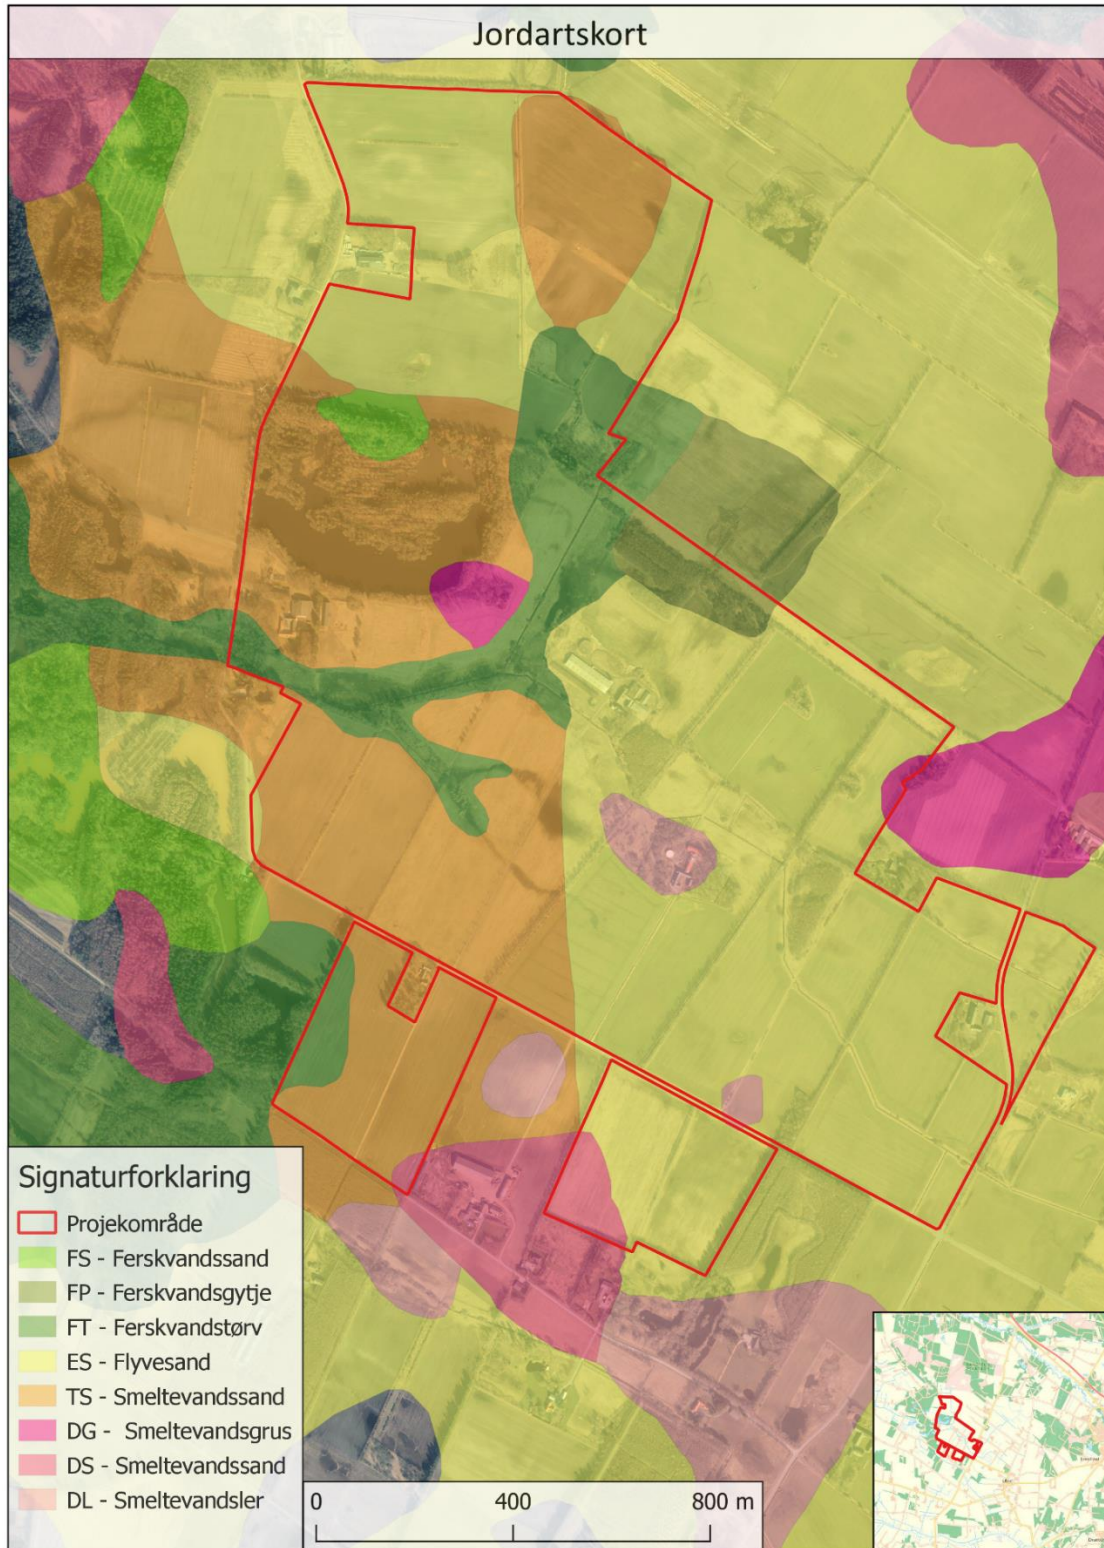 Jordartskort
Signaturforklaring
Projekområde
FS - Ferskvandssand
FP - Ferskvandsgytje
FT - Ferskvandstørv
ES - Flyvesand
TS - Smeltevandssand
DG - Smeltevandsgrus
DS - Smeltevandssand
DL - Smeltevandsler
0 400 800 m